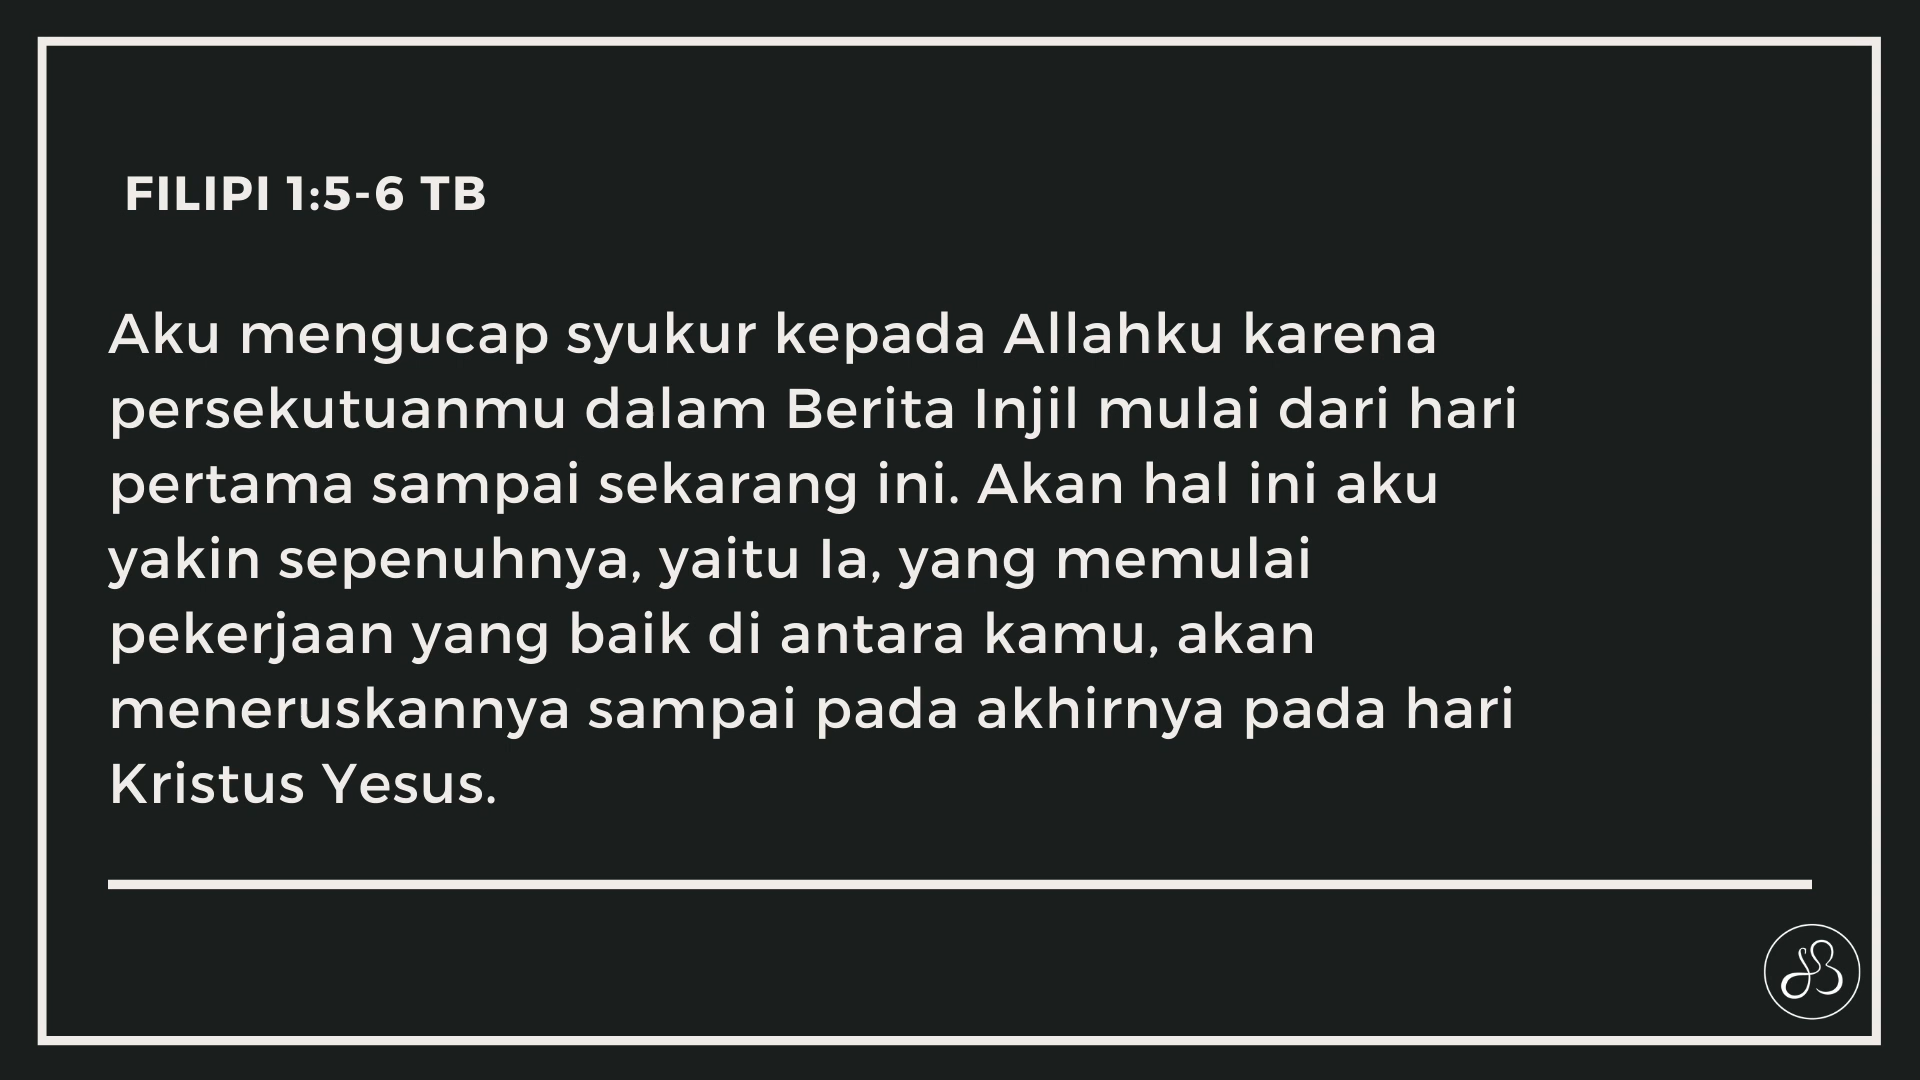 FILIPI 1:5-6 TB
Aku mengucap syukur kepada Allahku karena
persekutuanmu dalam Berita Injil mulai dari hari
pertama sampai sekarang ini. Akan hal ini aku
yakin sepenuhnya, yaitu Ia, yang memulai
pekerjaan yang baik di antara kamu, akan
meneruskannya sampai pada akhirnya pada hari
Kristus Yesus.